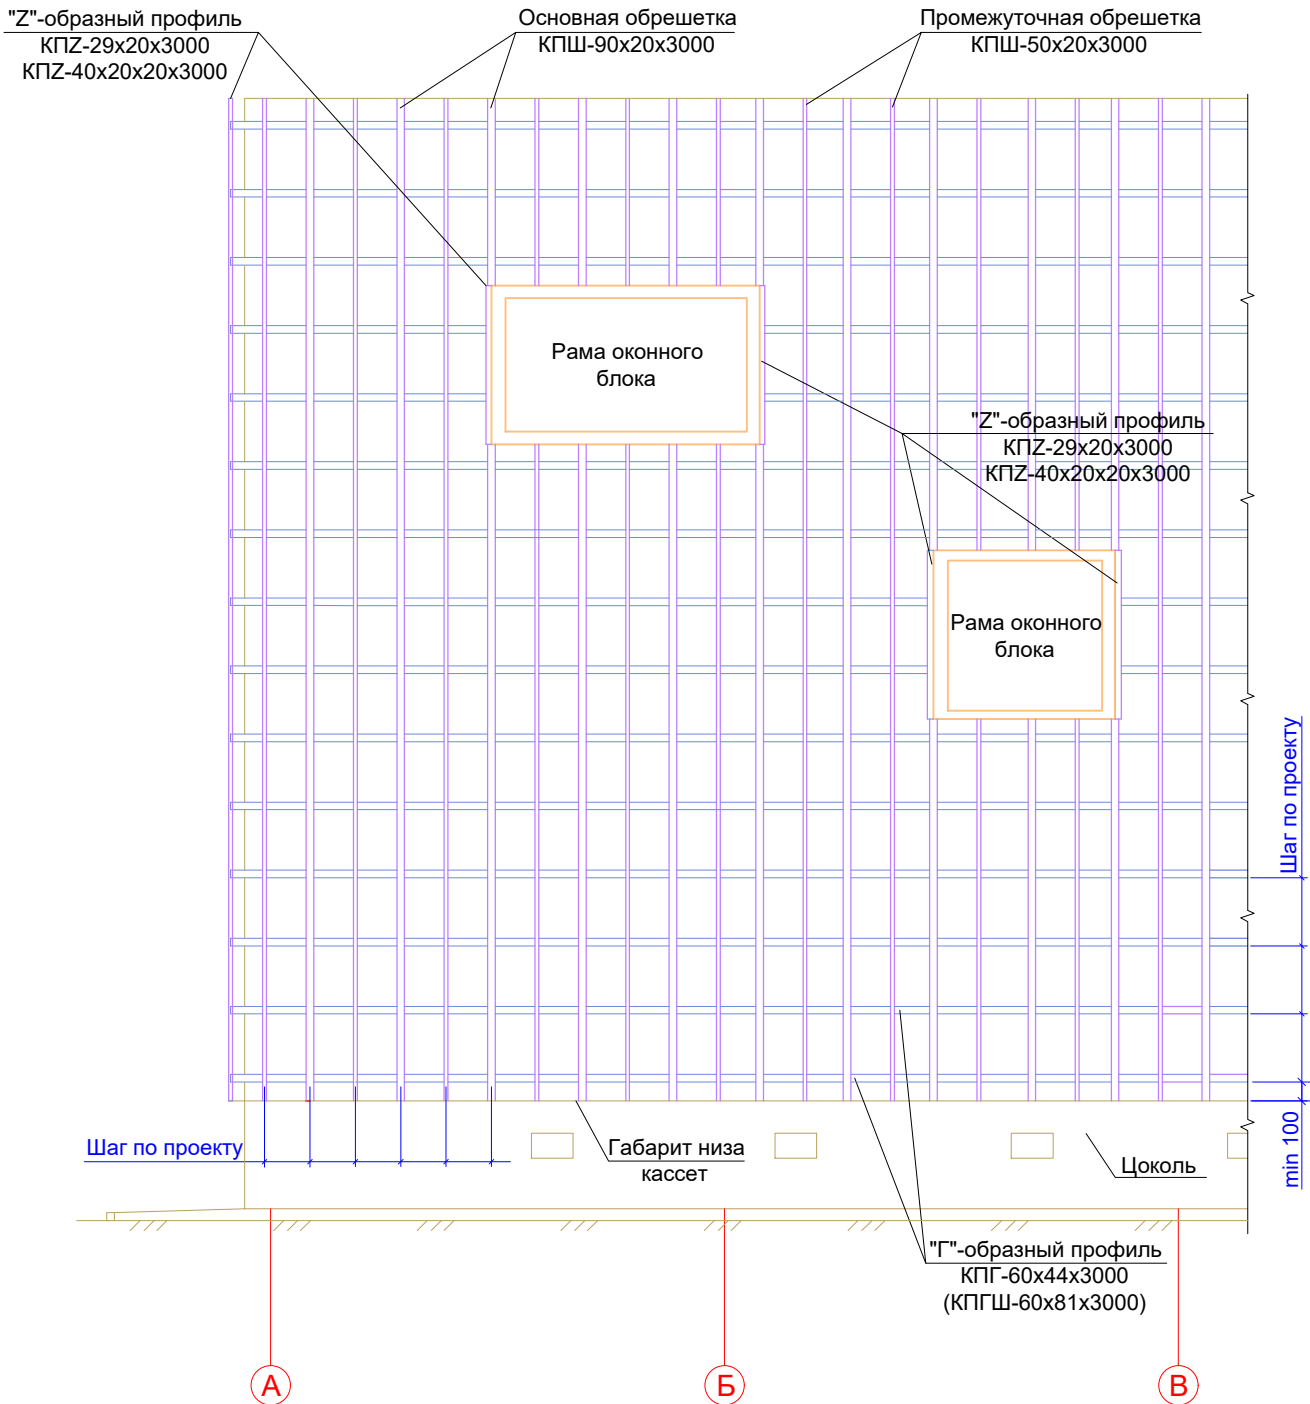 "Z"-образный профиль
КПZ-29х20х3000
КПZ-40х20х20х3000
Основная обрешетка
КПШ-90х20х3000
Промежуточная обрешетка
КПШ-50х20х3000
Рама оконного
блока
"Z"-образный профиль
КПZ-29х20х3000
КПZ-40х20х20х3000
Рама оконного
блока
Шаг по проекту
Шаг по проекту
Габарит низа
кассет
Цоколь
min 100
"Г"-образный профиль
КПГ-60х44х3000
(КПГШ-60х81х3000)
А
Б
В